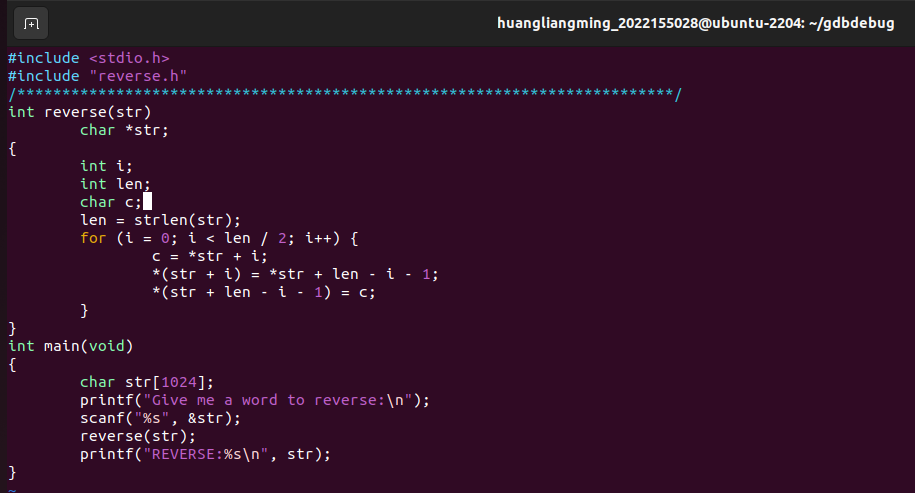 huangliangming_2022155028@ubuntu-2204: ~/gdbdebug
#include <stdio.h>
#include "reverse.h"
/*************************************************************************/
int reverse(str)
        char *str;
{
        int i;
        int len;
        char c;
        len = strlen(str);
        for (i = 0; i < len / 2; i++) {
                c = *str + i;
                *(str + i) = *str + len - i - 1;
                *(str + len - i - 1) = c;
        }
}
int main(void)
{
        char str[1024];
        printf("Give me a word to reverse:\n");
        scanf("%s", &str);
        reverse(str);
        printf("REVERSE:%s\n", str);
}
~